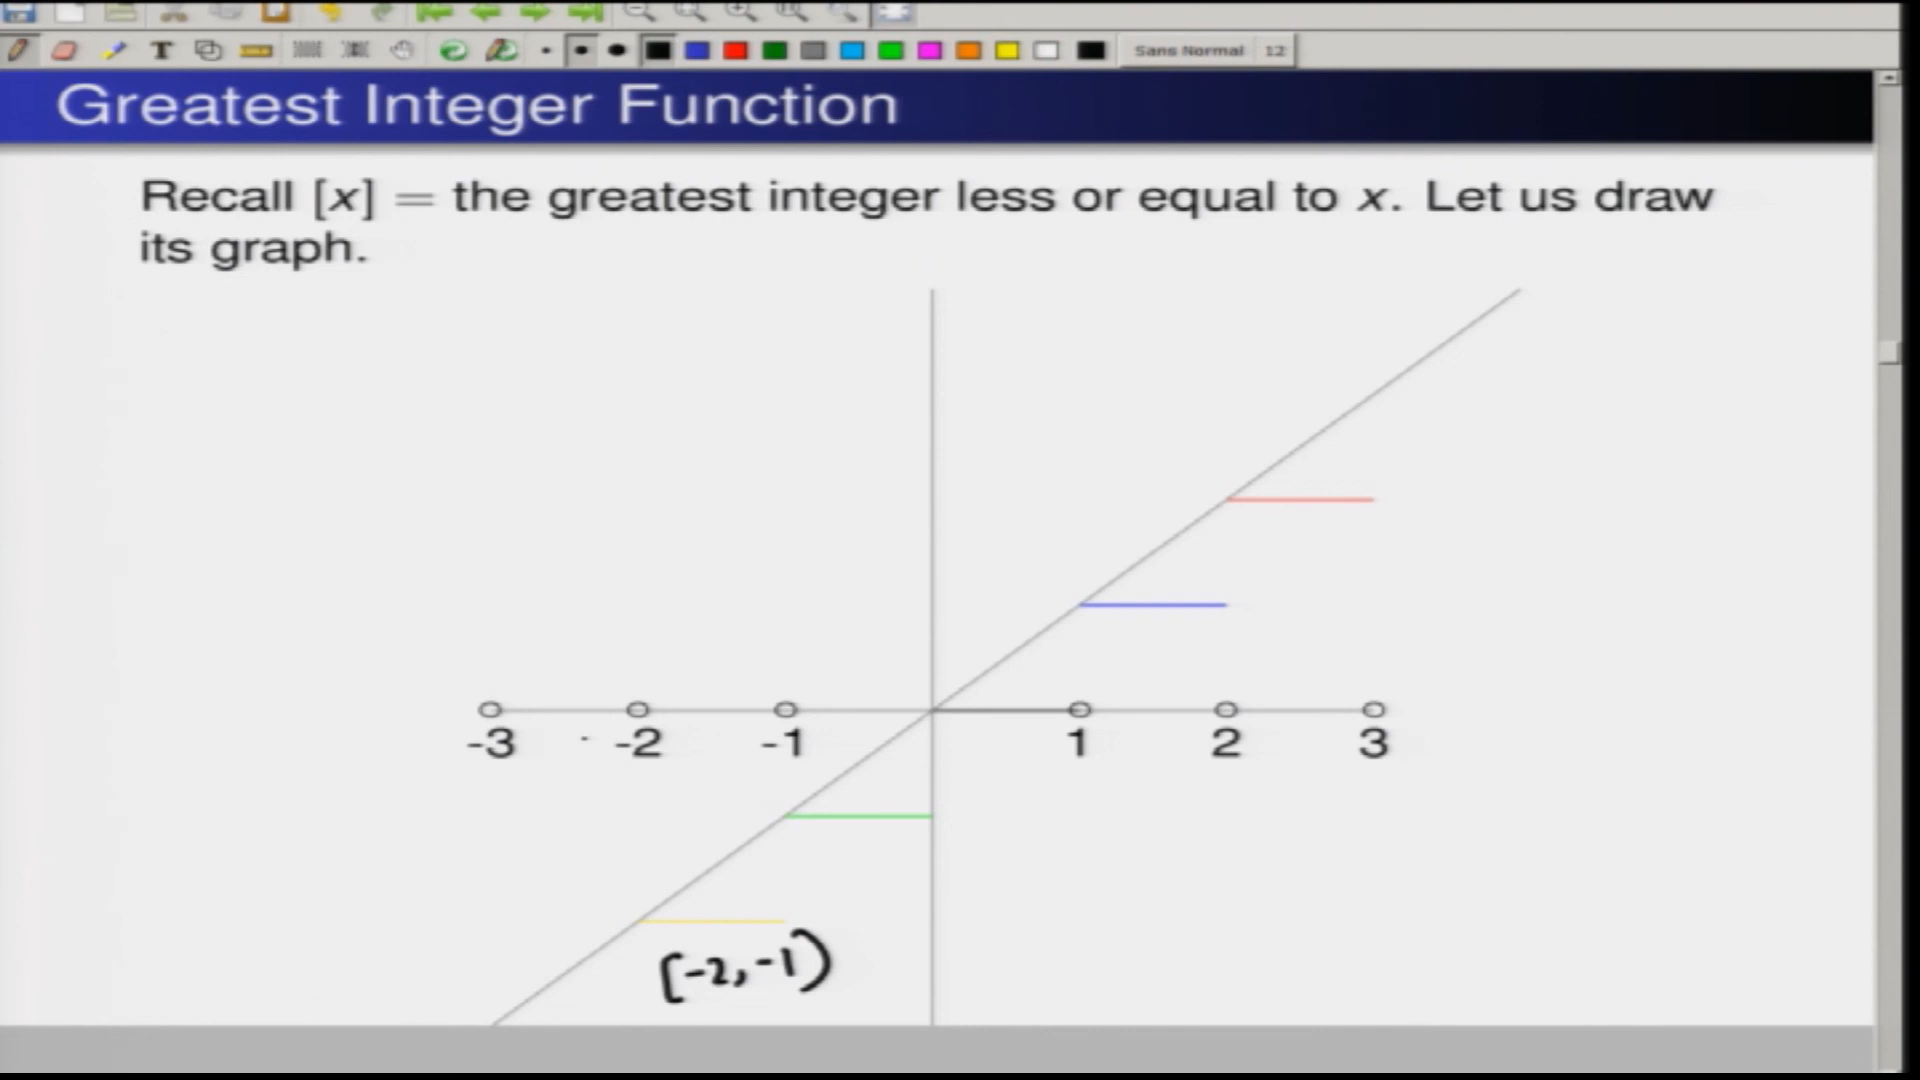 Sans Normal 12
Greatest Integer Function
Recall [x] = the greatest integer less or equal to x. Let us draw
its graph.
-3 -2 -1 1 2 3
[-2,-1)